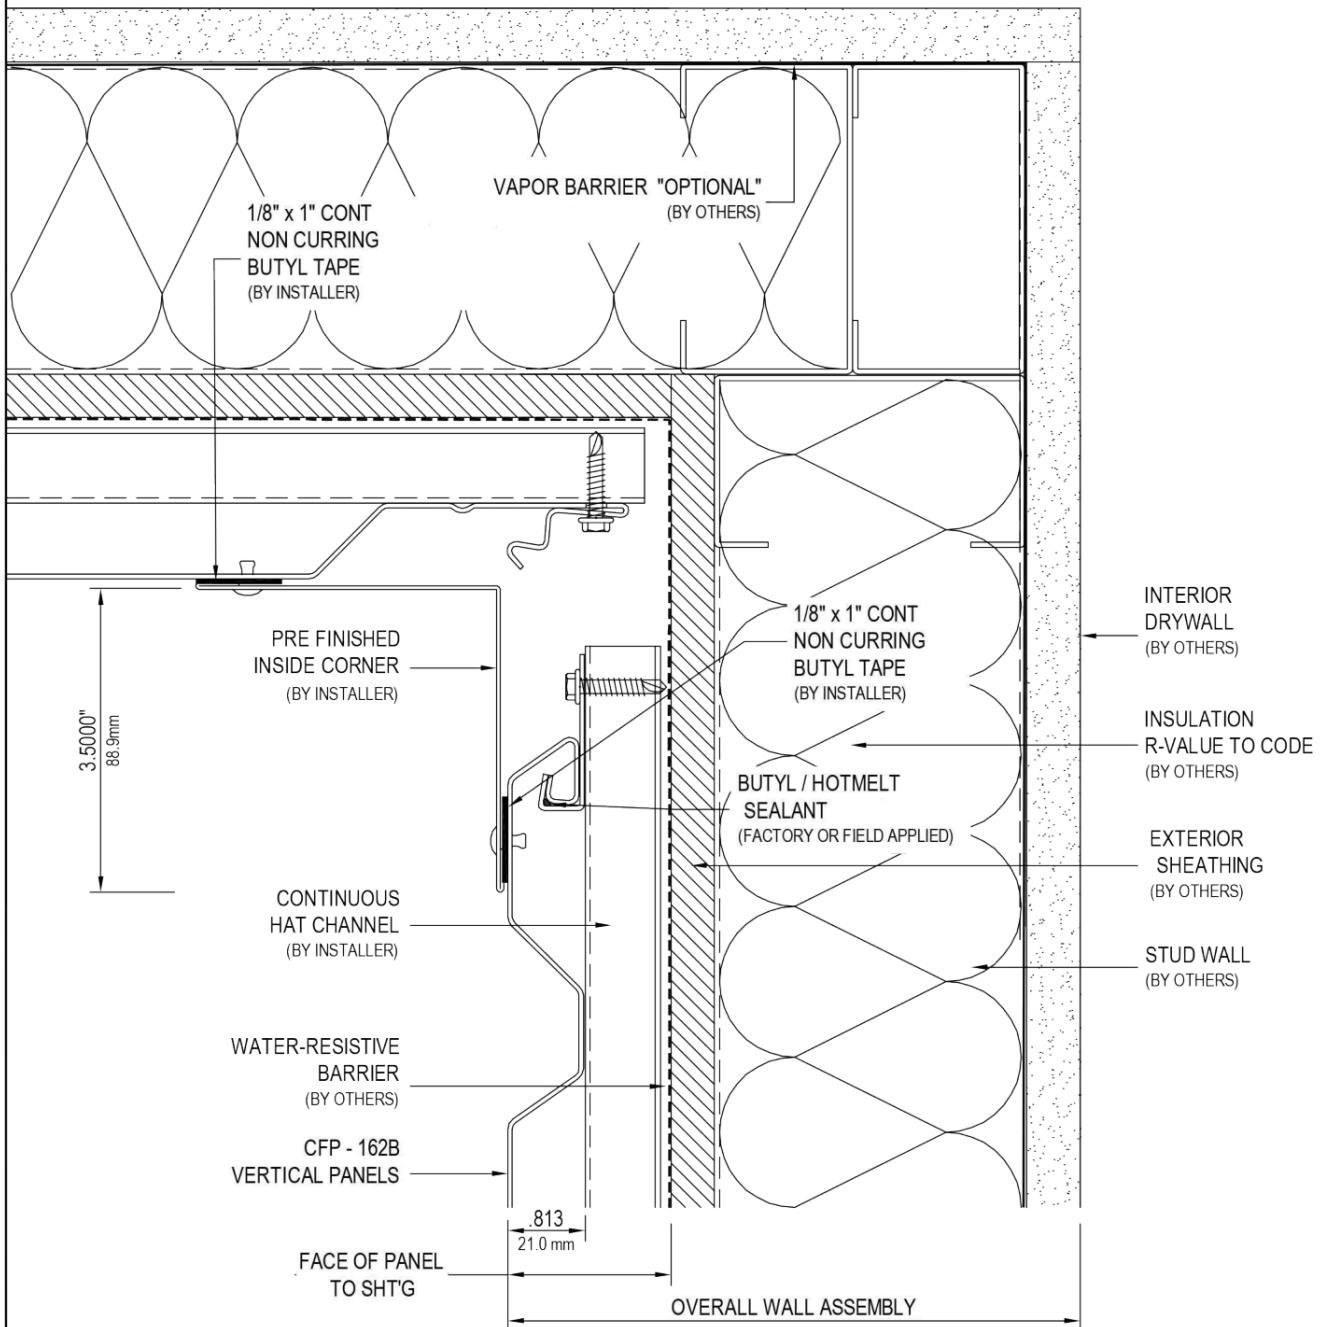 VAPOR BARRIER "OPTIONAL"
(BY OTHERS)
1/8" x 1" CONT
NON CURRING
BUTYL TAPE
(BY INSTALLER)
PRE FINISHED
INSIDE CORNER
(BY INSTALLER)
3.5000"
88.9mm
1/8" x 1" CONT
NON CURRING
BUTYL TAPE
(BY INSTALLER)
BUTYL / HOTMELT
SEALANT
(FACTORY OR FIELD APPLIED)
INTERIOR
DRYWALL
(BY OTHERS)
INSULATION
R-VALUE TO CODE
(BY OTHERS)
EXTERIOR
SHEATHING
(BY OTHERS)
STUD WALL
(BY OTHERS)
CONTINUOUS
HAT CHANNEL
(BY INSTALLER)
WATER-RESISTIVE
BARRIER
(BY OTHERS)
CFP - 162B
VERTICAL PANELS
.813
21.0 mm
FACE OF PANEL
TO SHT'G
OVERALL WALL ASSEMBLY